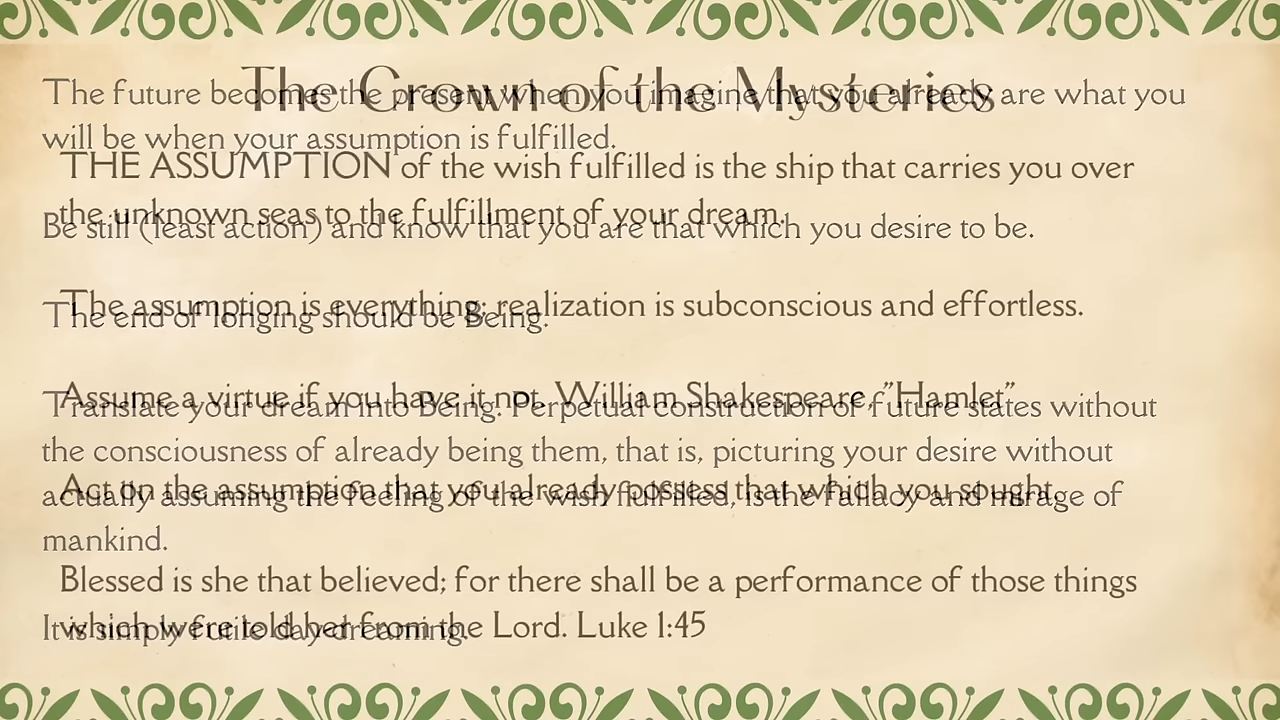 The Crown of the Mysteries
The future becomes the present when you imagine that you already are what you
will be when your assumption is fulfilled.
THE ASSUMPTION of the wish fulfilled is the ship that carries you over
the unknown seas to the fulfillment of your dream.
Be still (least action) and know that you are that which you desire to be.
The assumption is everything; realization is subconscious and effortless.
The end of longing should be Being.
Assume a virtue if you have it not. William Shakespeare, "Hamlet"
Translate your dream into Being. Perpetual construction of future states without
the consciousness of already being them, that is, picturing your desire without
Act on the assumption that you already possess that which you sought.
actually assuming the feeling of the wish fulfilled, is the fallacy and mirage of
mankind.
Blessed is she that believed; for there shall be a performance of those things
which were told her from the Lord. Luke 1:45
It is simply futile day-dreaming.